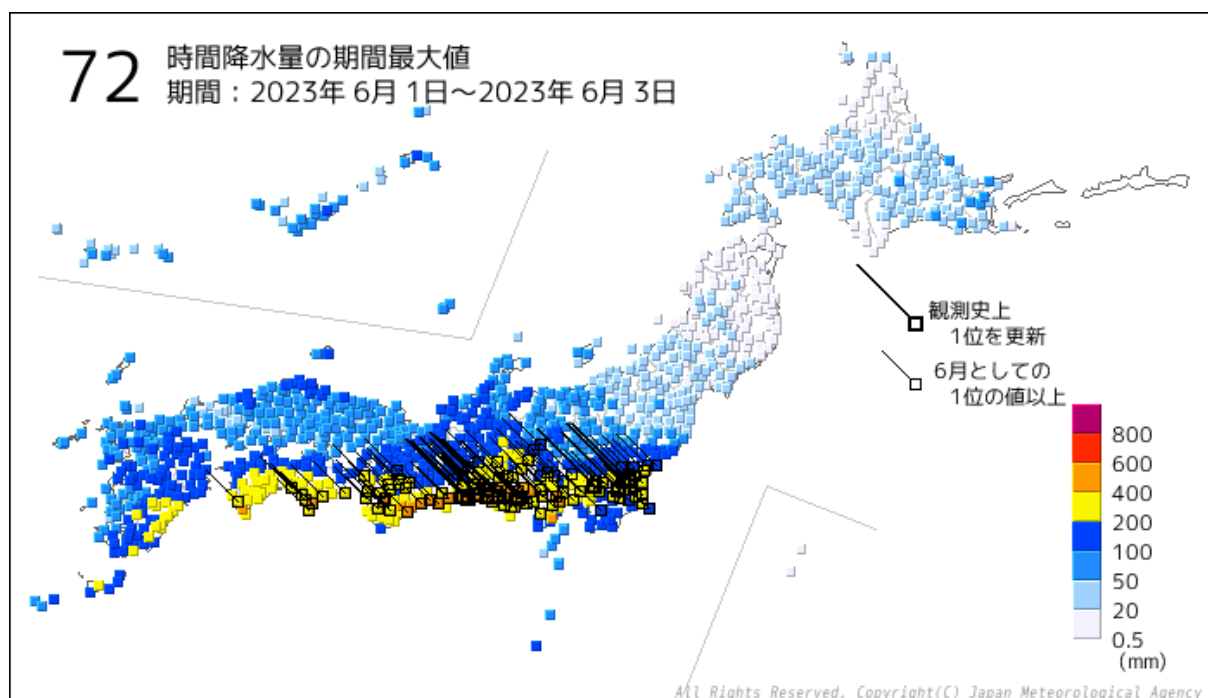 72 時間降水量の期間最大値
期間：2023年 6月 1日～2023年 6月 3日
観測史上
1位を更新
6月としての
1位の値以上
800
600
400
200
100
50
20
0.5
(mm)
All Rights Reserved. Copyright(C) Japan Meteorological Agency